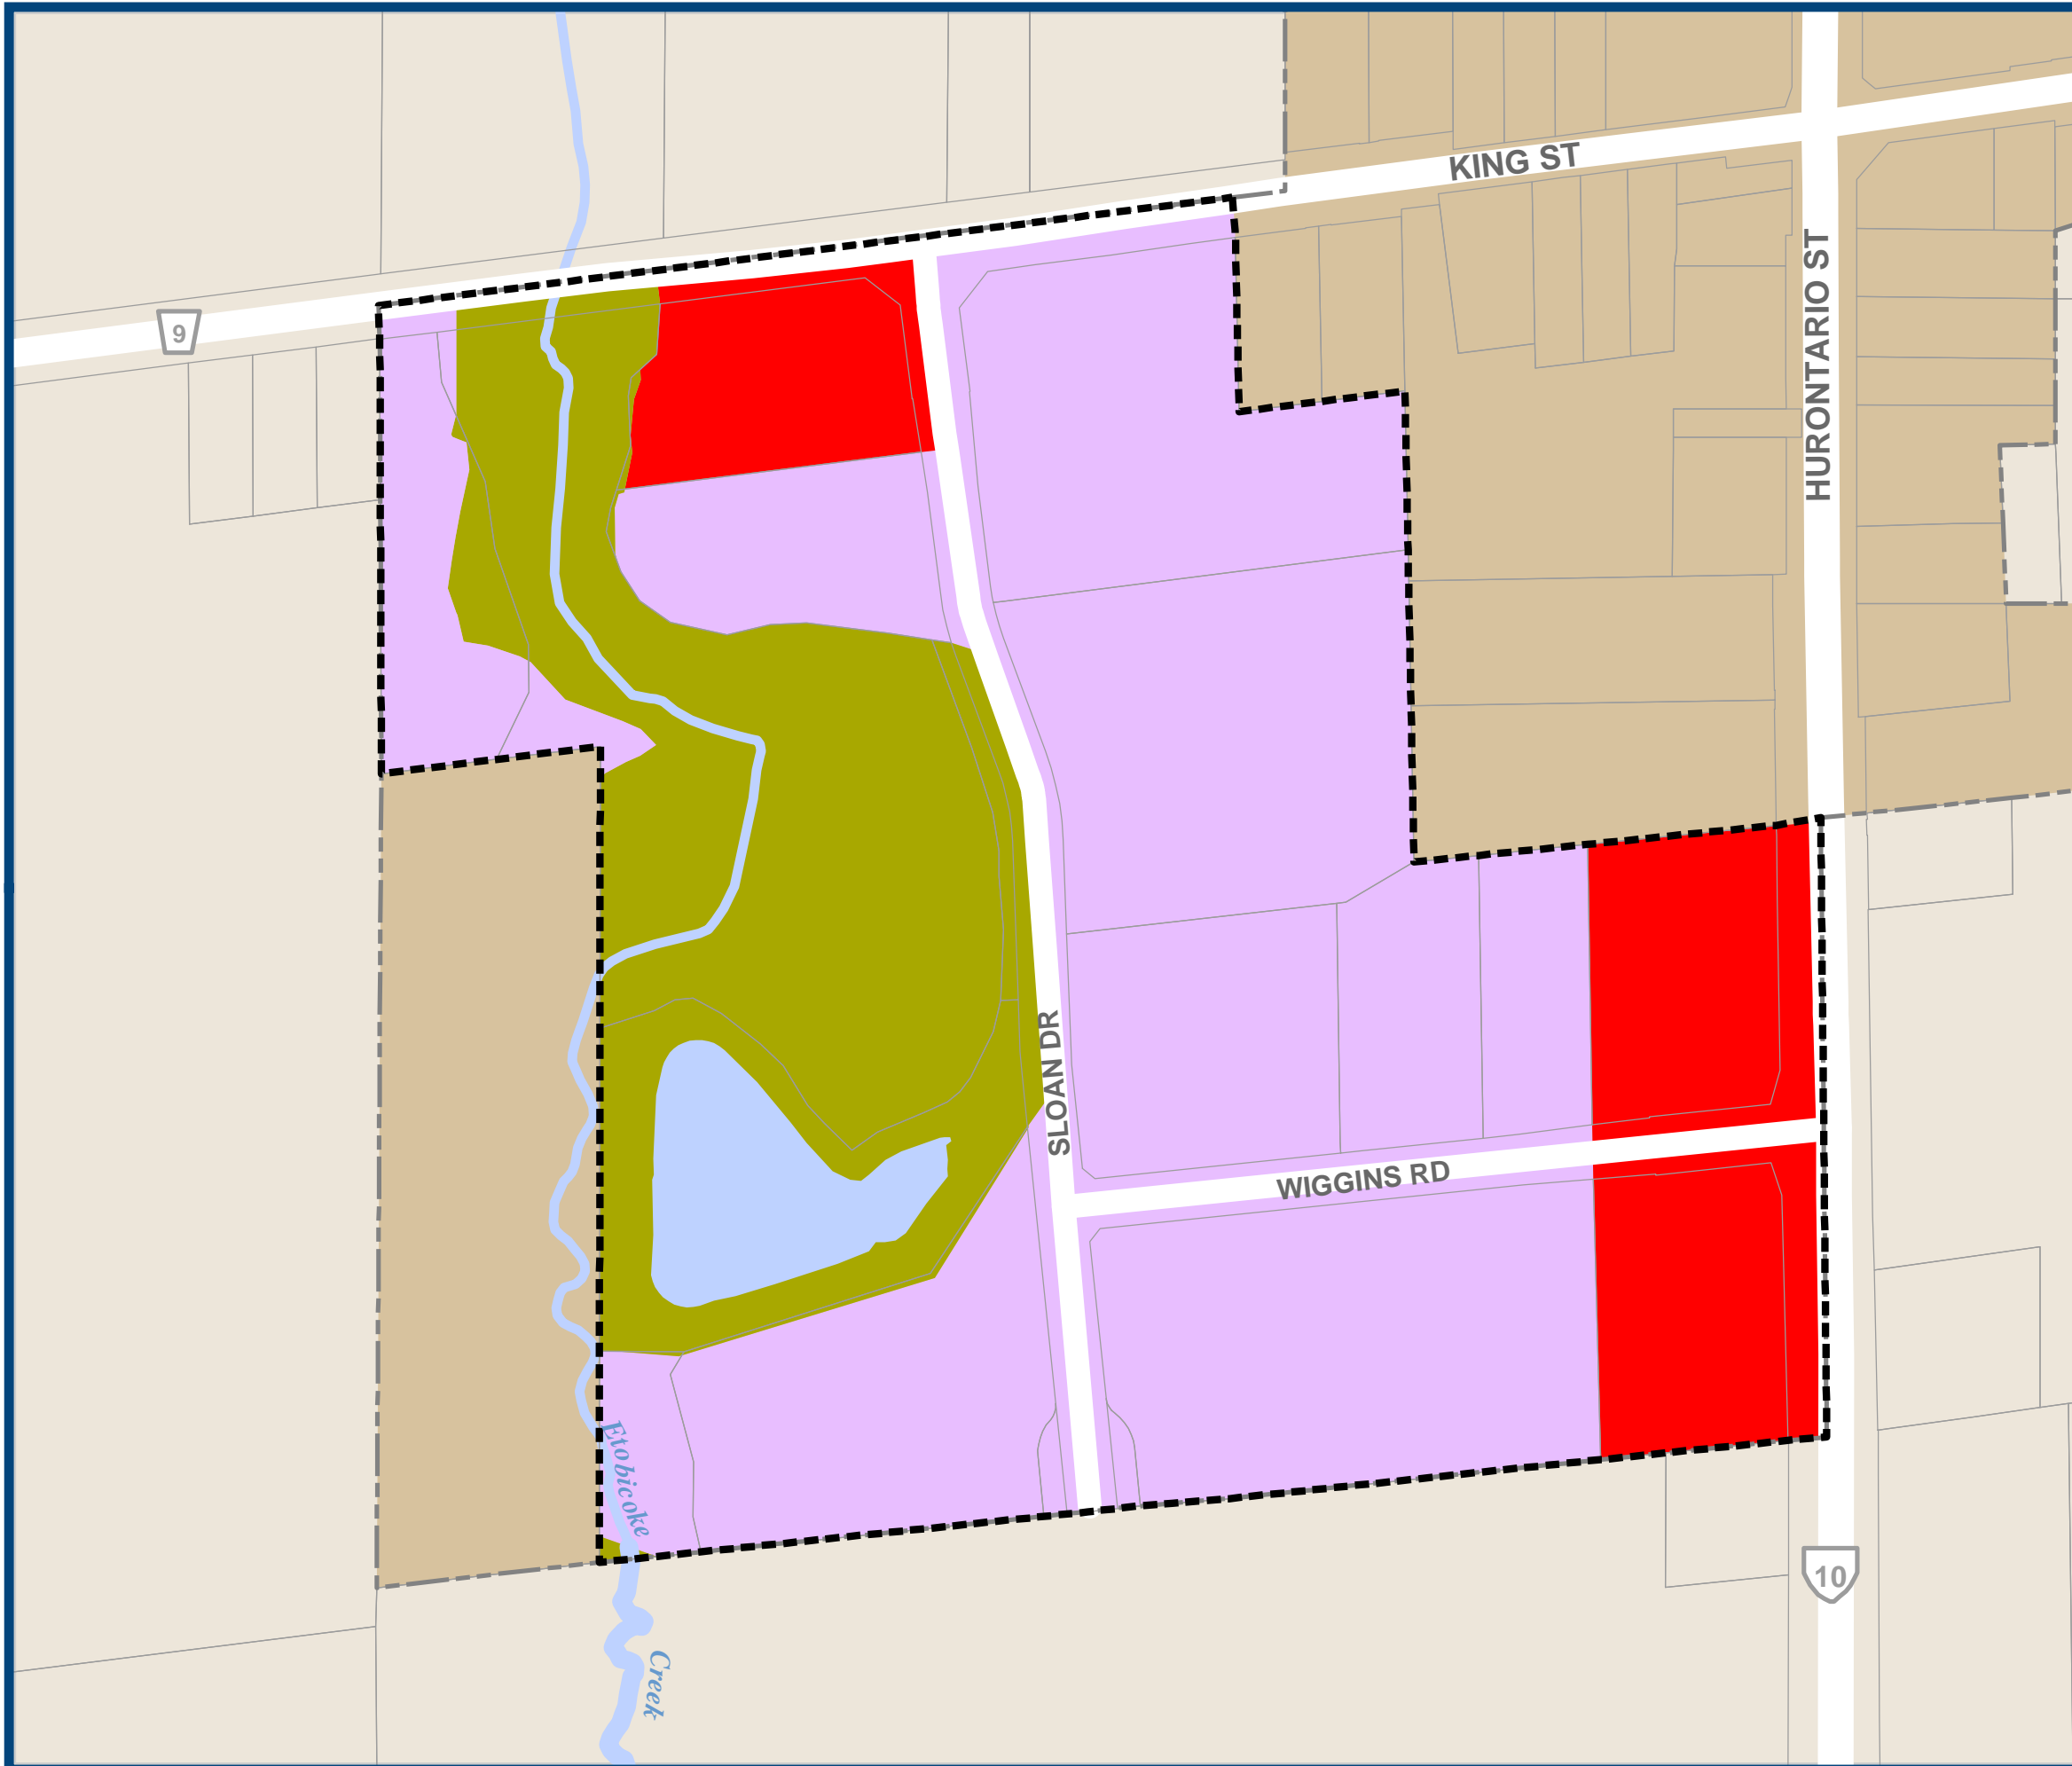 KING ST
9
HURONTARIO ST
SLOAN DR
WIGGINS RD
Etobicoke
10
Creek